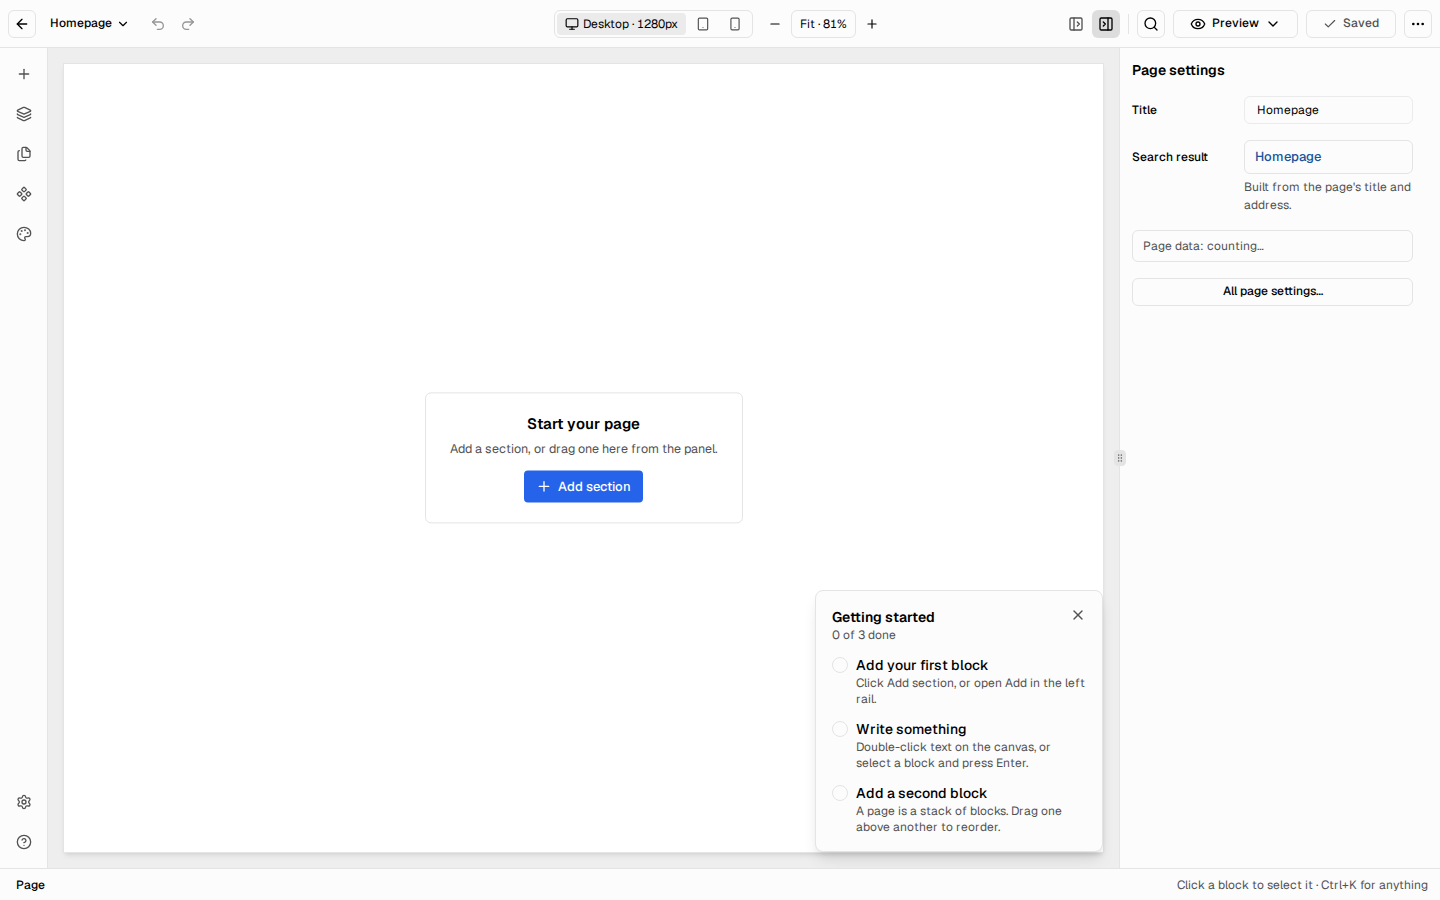 Homepage
Desktop · 1280px
Fit · 81%
Preview
Saved
Page settings
Title
Homepage
Search result
Homepage
Built from the page's title and
address.
Page data: counting…
All page settings…
Start your page
Add a section, or drag one here from the panel.
Add section
Getting started
0 of 3 done
Add your first block
Click Add section, or open Add in the left
rail.
Write something
Double-click text on the canvas, or
select a block and press Enter.
Add a second block
A page is a stack of blocks. Drag one
above another to reorder.
Page
Click a block to select it · Ctrl+K for anything